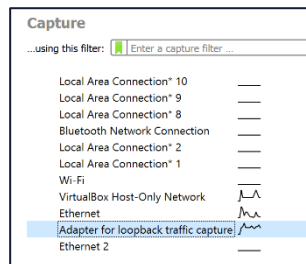 Capture
...using this filter: Enter a capture filter ...
Local Area Connection* 10
Local Area Connection* 9
Local Area Connection* 8
Bluetooth Network Connection
Local Area Connection* 2
Local Area Connection* 1
Wi-Fi
VirtualBox Host-Only Network
Ethernet
Adapter for loopback traffic capture
Ethernet 2